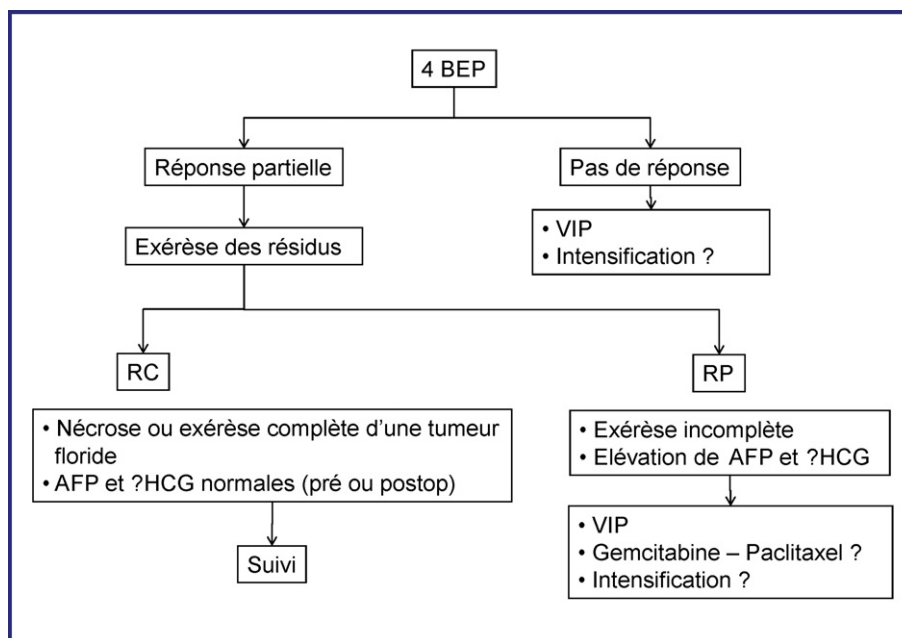 4 BEP
Réponse partielle
Pas de réponse
Exérèse des résidus
• VIP
• Intensification ?
RC
RP
• Nécrose ou exérèse complète d'une tumeur
floride
• AFP et ?HCG normales (pré ou postop)
• Exérèse incomplète
• Elévation de AFP et ?HCG
Suivi
• VIP
• Gemcitabine – Paclitaxel ?
• Intensification ?